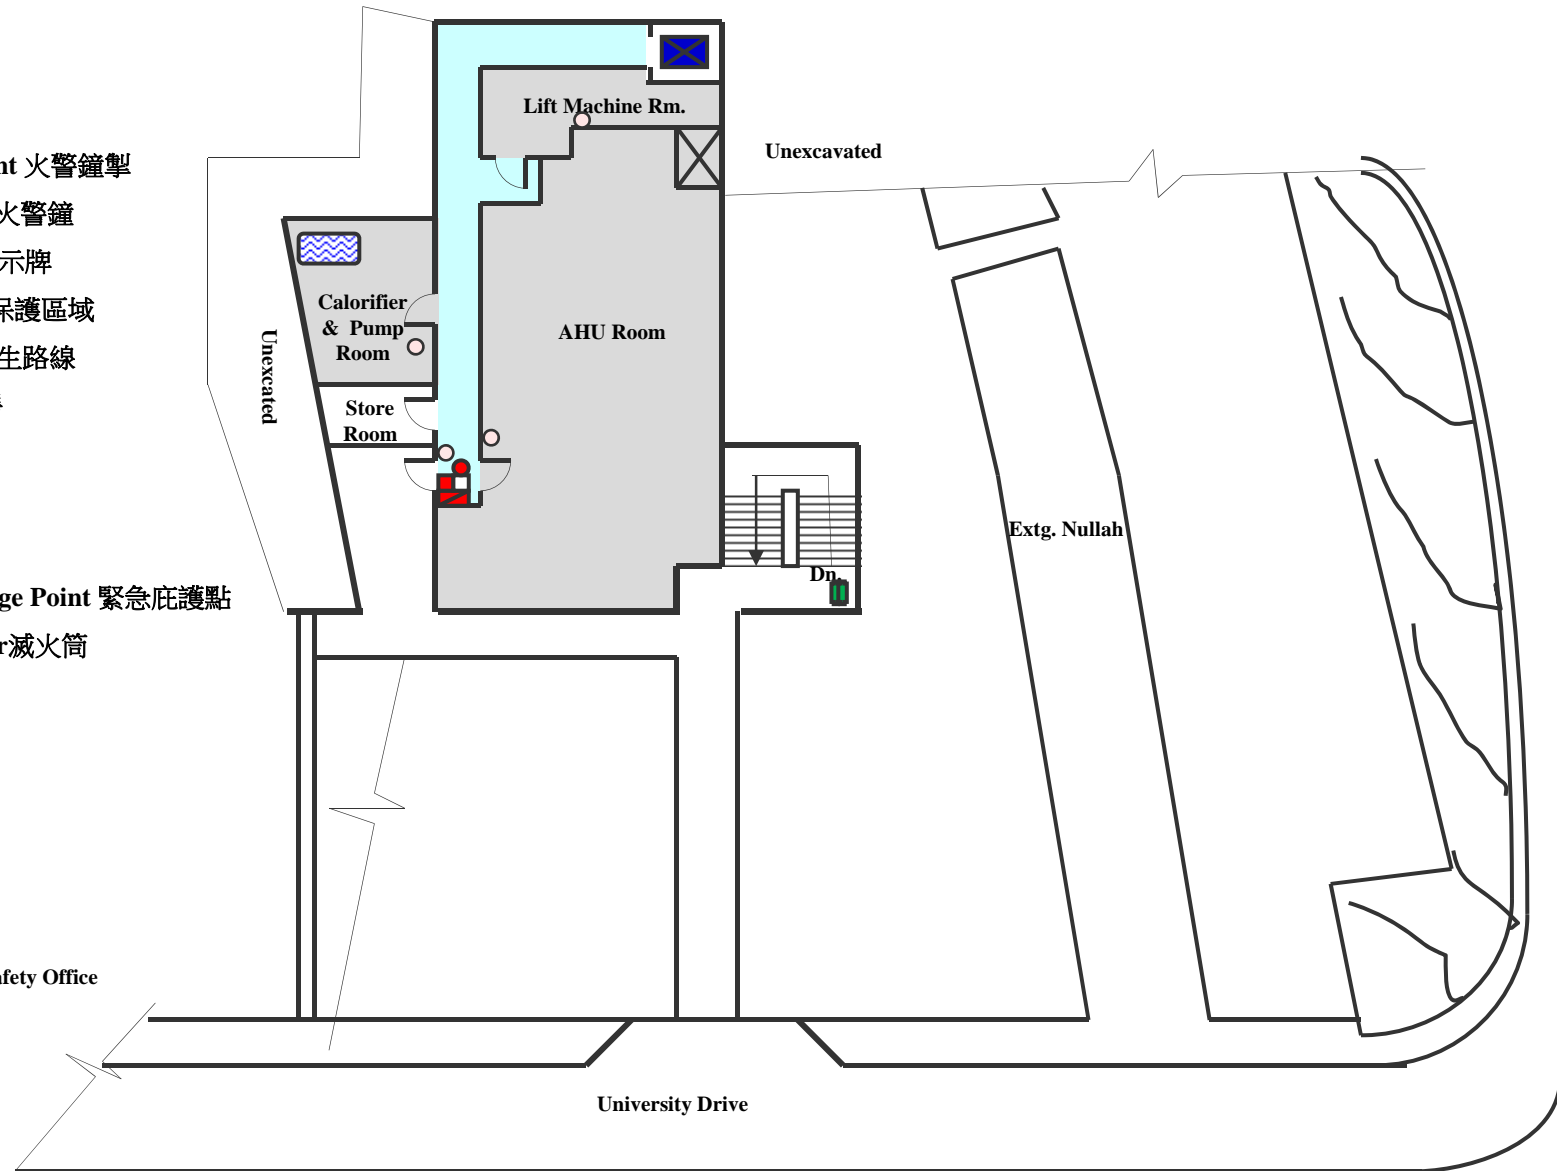 Lift Machine Rm.
Unexcavated
nt 火警鐘掣
火警鐘
示牌
保護區域
生路線
Calorifier
& Pump
Room
AHU Room
Unexcated
Store
Room
Extg. Nullah
Dn.
ge Point 緊急庇護點
r滅火筒
afety Office
University Drive